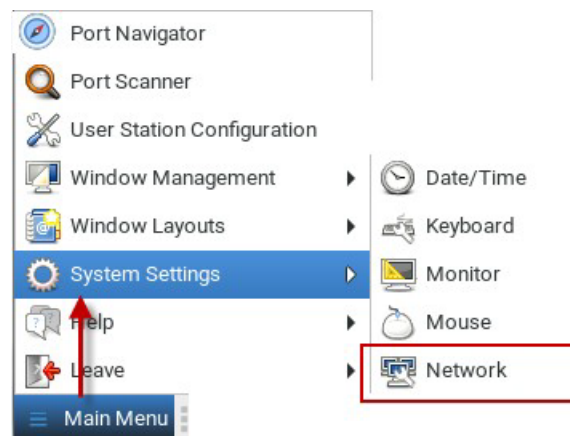 Port Navigator
Port Scanner
User Station Configuration
Window Management
Window Layouts
System Settings
Help
Leave
Main Menu
Date/Time
Keyboard
Monitor
Mouse
Network